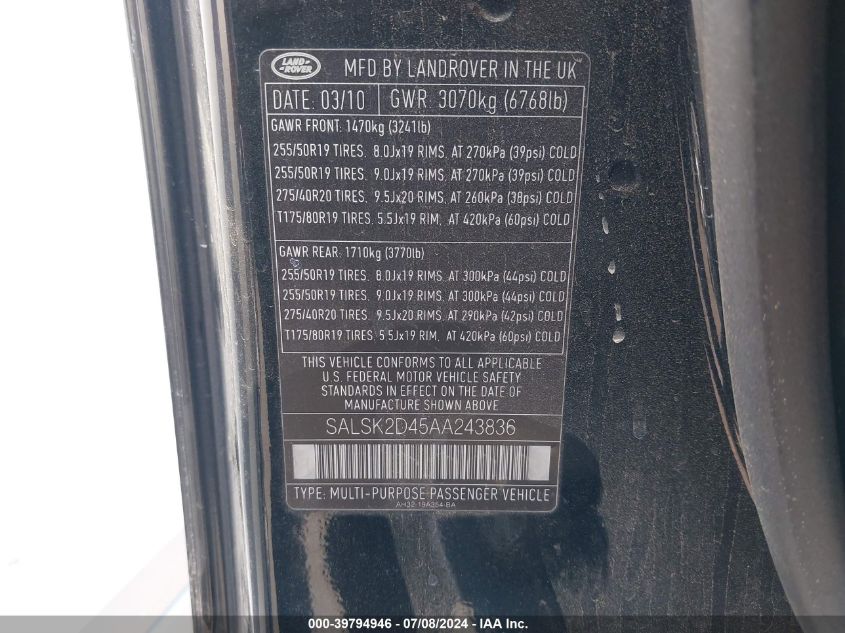 LAND-ROVER MFD BY LANDROVER IN THE UK
DATE: 03/10 GWR: 3070kg (6768lb)
GAWR FRONT: 1470kg (3241lb)
255/50R19 TIRES. 8.0Jx19 RIMS. AT 270kPa (39psi) COLD
255/50R19 TIRES. 9.0Jx19 RIMS. AT 270kPa (39psi) COLD
275/40R20 TIRES. 9.5Jx20 RIMS. AT 260kPa (38psi) COLD
T175/80R19 TIRES: 5.5Jx19 RIM, AT 420kPa (60psi) COLD
GAWR REAR: 1710kg (3770lb)
255/50R19 TIRES. 8.0Jx19 RIMS. AT 300kPa (44psi) COLD
255/50R19 TIRES. 9.0Jx19 RIMS. AT 300kPa (44psi) COLD
275/40R20 TIRES. 9.5Jx20 RIMS. AT 290kPa (42psi) COLD
T175/80R19 TIRES: 5.5Jx19 RIM, AT 420kPa (60psi) COLD
THIS VEHICLE CONFORMS TO ALL APPLICABLE
U.S. FEDERAL MOTOR VEHICLE SAFETY
STANDARDS IN EFFECT ON THE DATE OF
MANUFACTURE SHOWN ABOVE
SALSK2D45AA243836
TYPE: MULTI-PURPOSE PASSENGER VEHICLE
AH32-19A354-BA
000-39794946 - 07/08/2024 - IAA Inc.